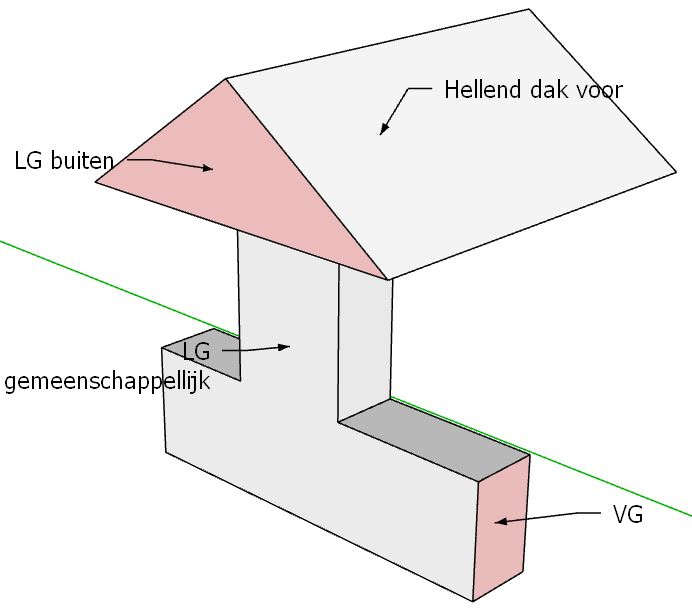 Hellend dak voor
LG buiten
LG
gemeenschappellijk
VG